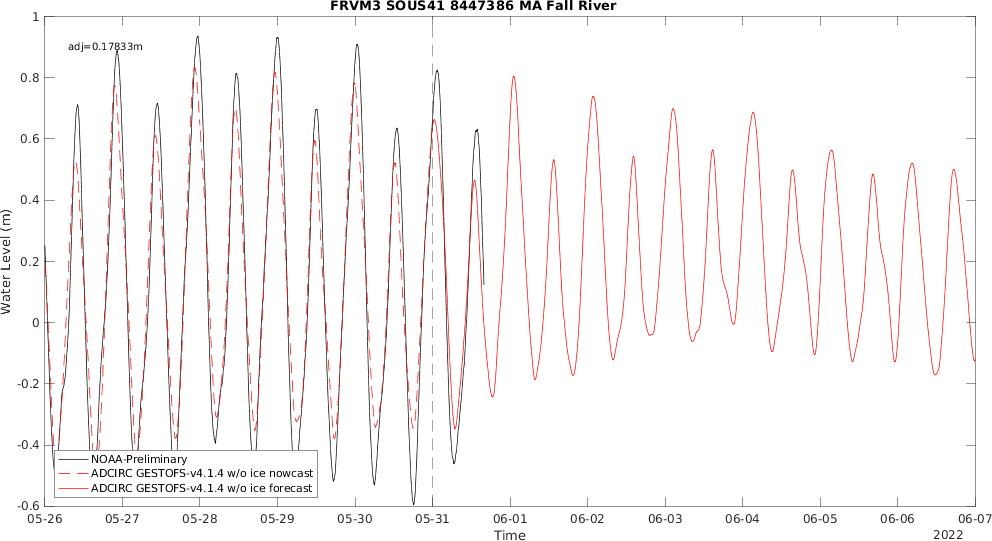 FRVM3 SOUS41 8447386 MA Fall River
adj=0.17833m
1
0.8
0.6
0.4
0.2
0
-0.2
-0.4
-0.6
Water Level (m)
NOAA-Preliminary
ADCIRC GESTOFS-v4.1.4 w/o ice nowcast
ADCIRC GESTOFS-v4.1.4 w/o ice forecast
05-26 05-27 05-28 05-29 05-30 05-31 06-01 06-02 06-03 06-04 06-05 06-06 06-07
Time
2022